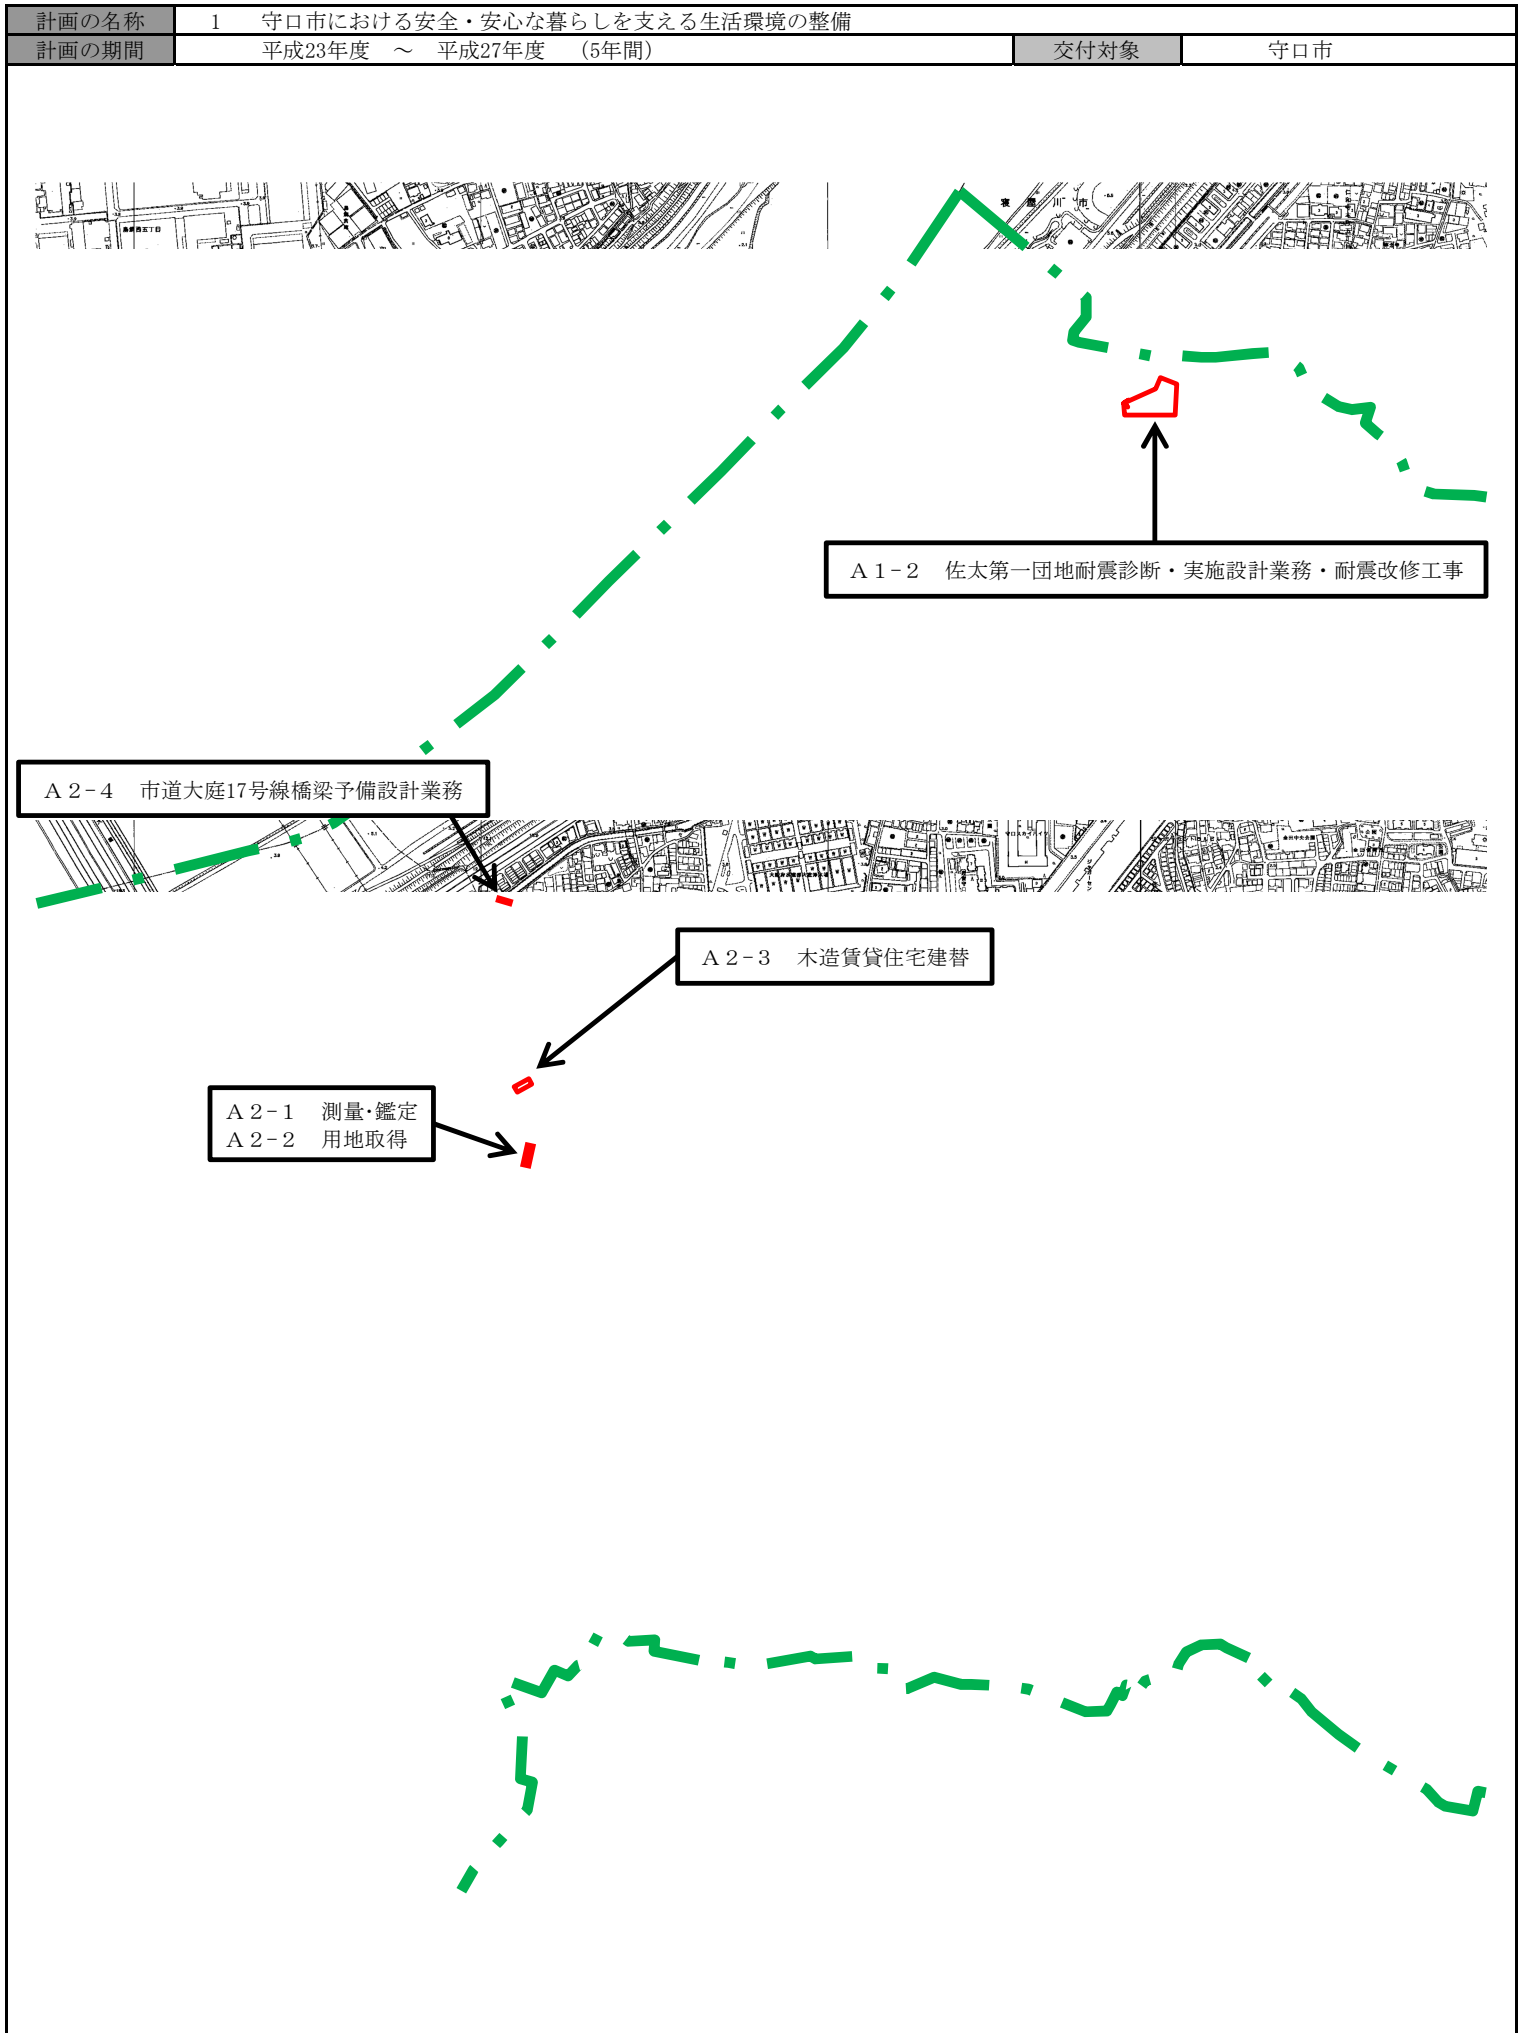 計画の名称 1 守口市における安全・安心な暮らしを支える生活環境の整備
計画の期間 平成23年度 ～ 平成27年度 （5年間） 交付対象 守口市
寝屋川市
Ａ１-２ 佐太第一団地耐震診断・実施設計業務・耐震改修工事
Ａ２-４ 市道大庭17号線橋梁予備設計業務
Ａ２-３ 木造賃貸住宅建替
Ａ２-１ 測量･鑑定
Ａ２-２ 用地取得